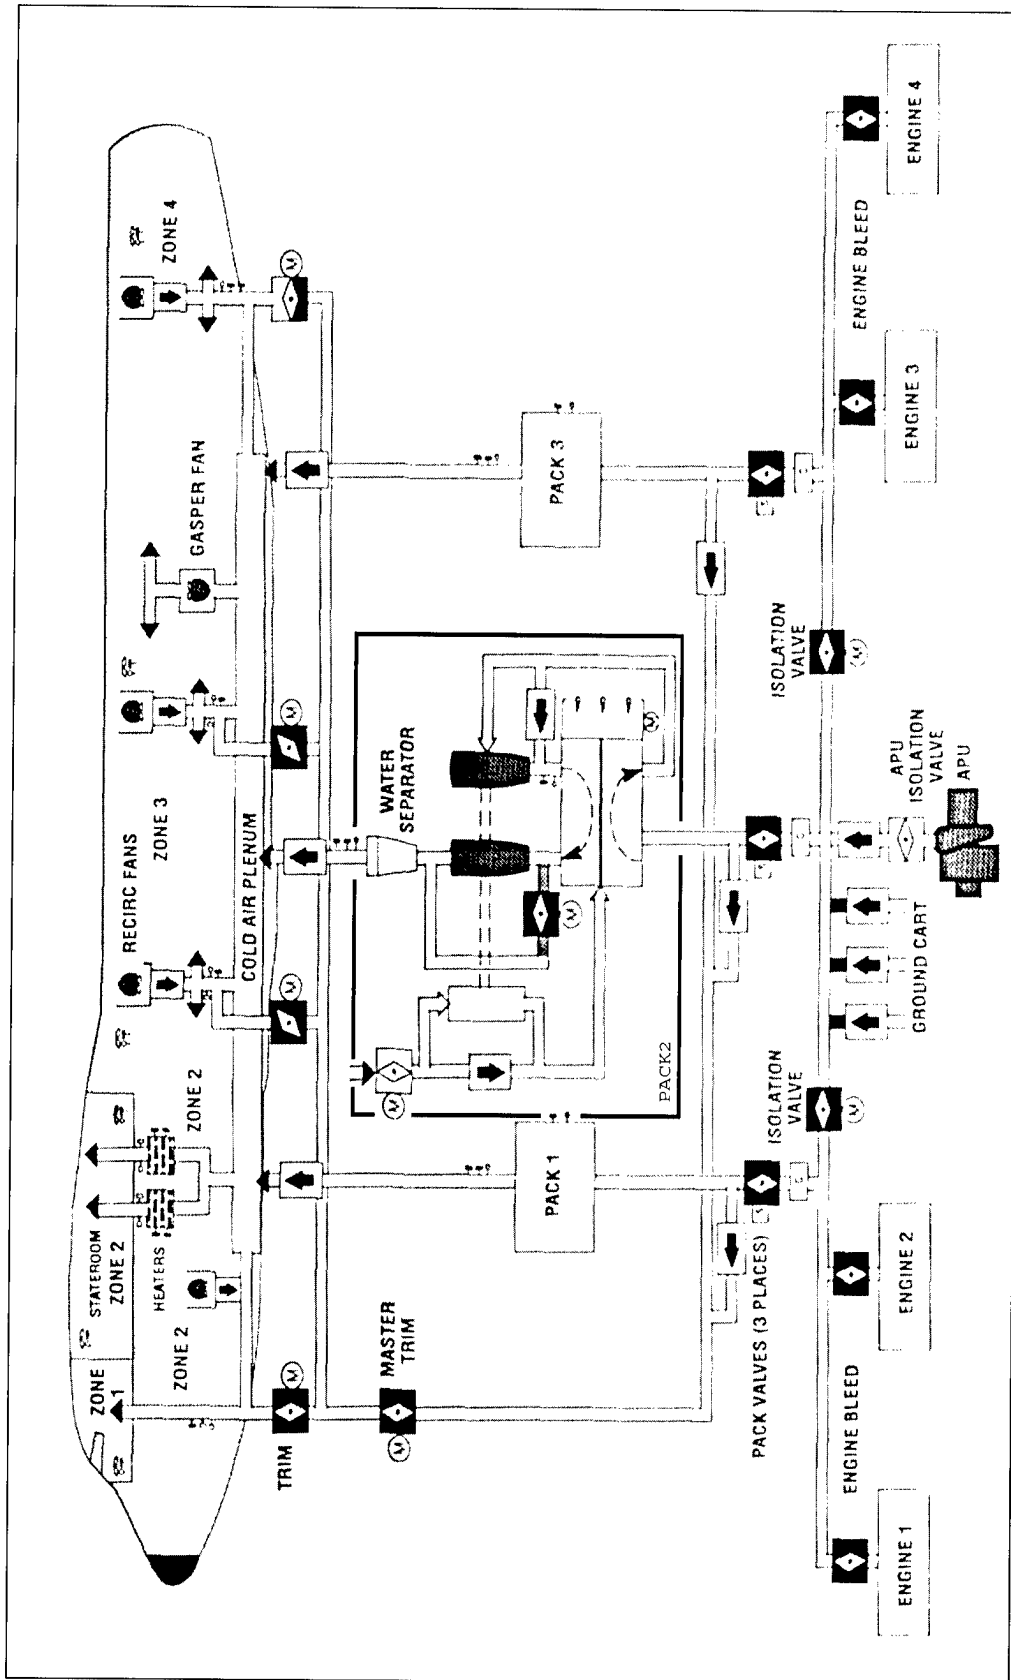 ZONE
1
STATEROOM
ZONE 2
HEATERS
ZONE 2
ZONE 2
RECIRC FANS
ZONE 3
COLD AIR PLENUM
GASPER FAN
ZONE 4
TRIM
M
M
M
M
MASTER
TRIM
M
WATER
SEPARATOR
M
M
M
PACK2
PACK 1
PACK 3
PACK VALVES (3 PLACES)
ISOLATION
VALVE
M
ISOLATION
VALVE
M
GROUND CART
APU
ISOLATION
VALVE
APU
ENGINE BLEED
ENGINE BLEED
ENGINE 1
ENGINE 2
ENGINE 3
ENGINE 4